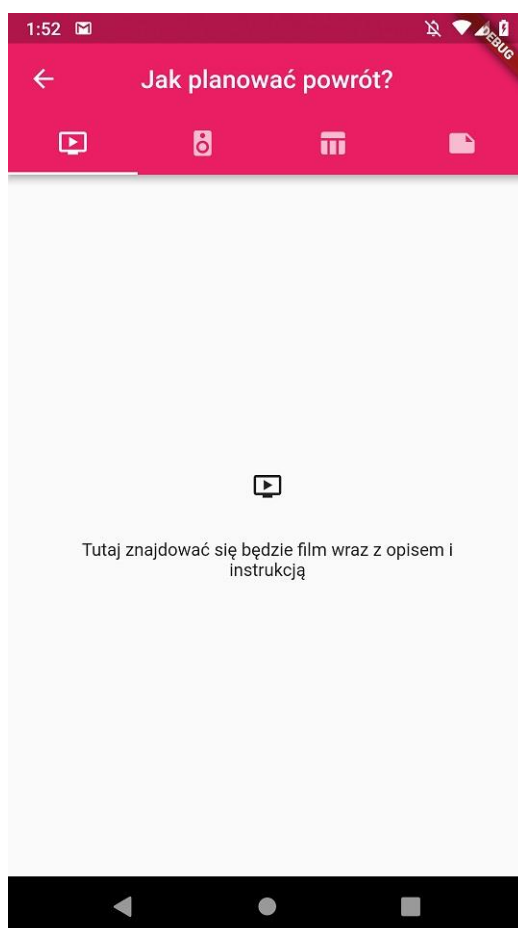 1:52
DEBUG
Jak planować powrót?
Tutaj znajdować się będzie film wraz z opisem i
instrukcją